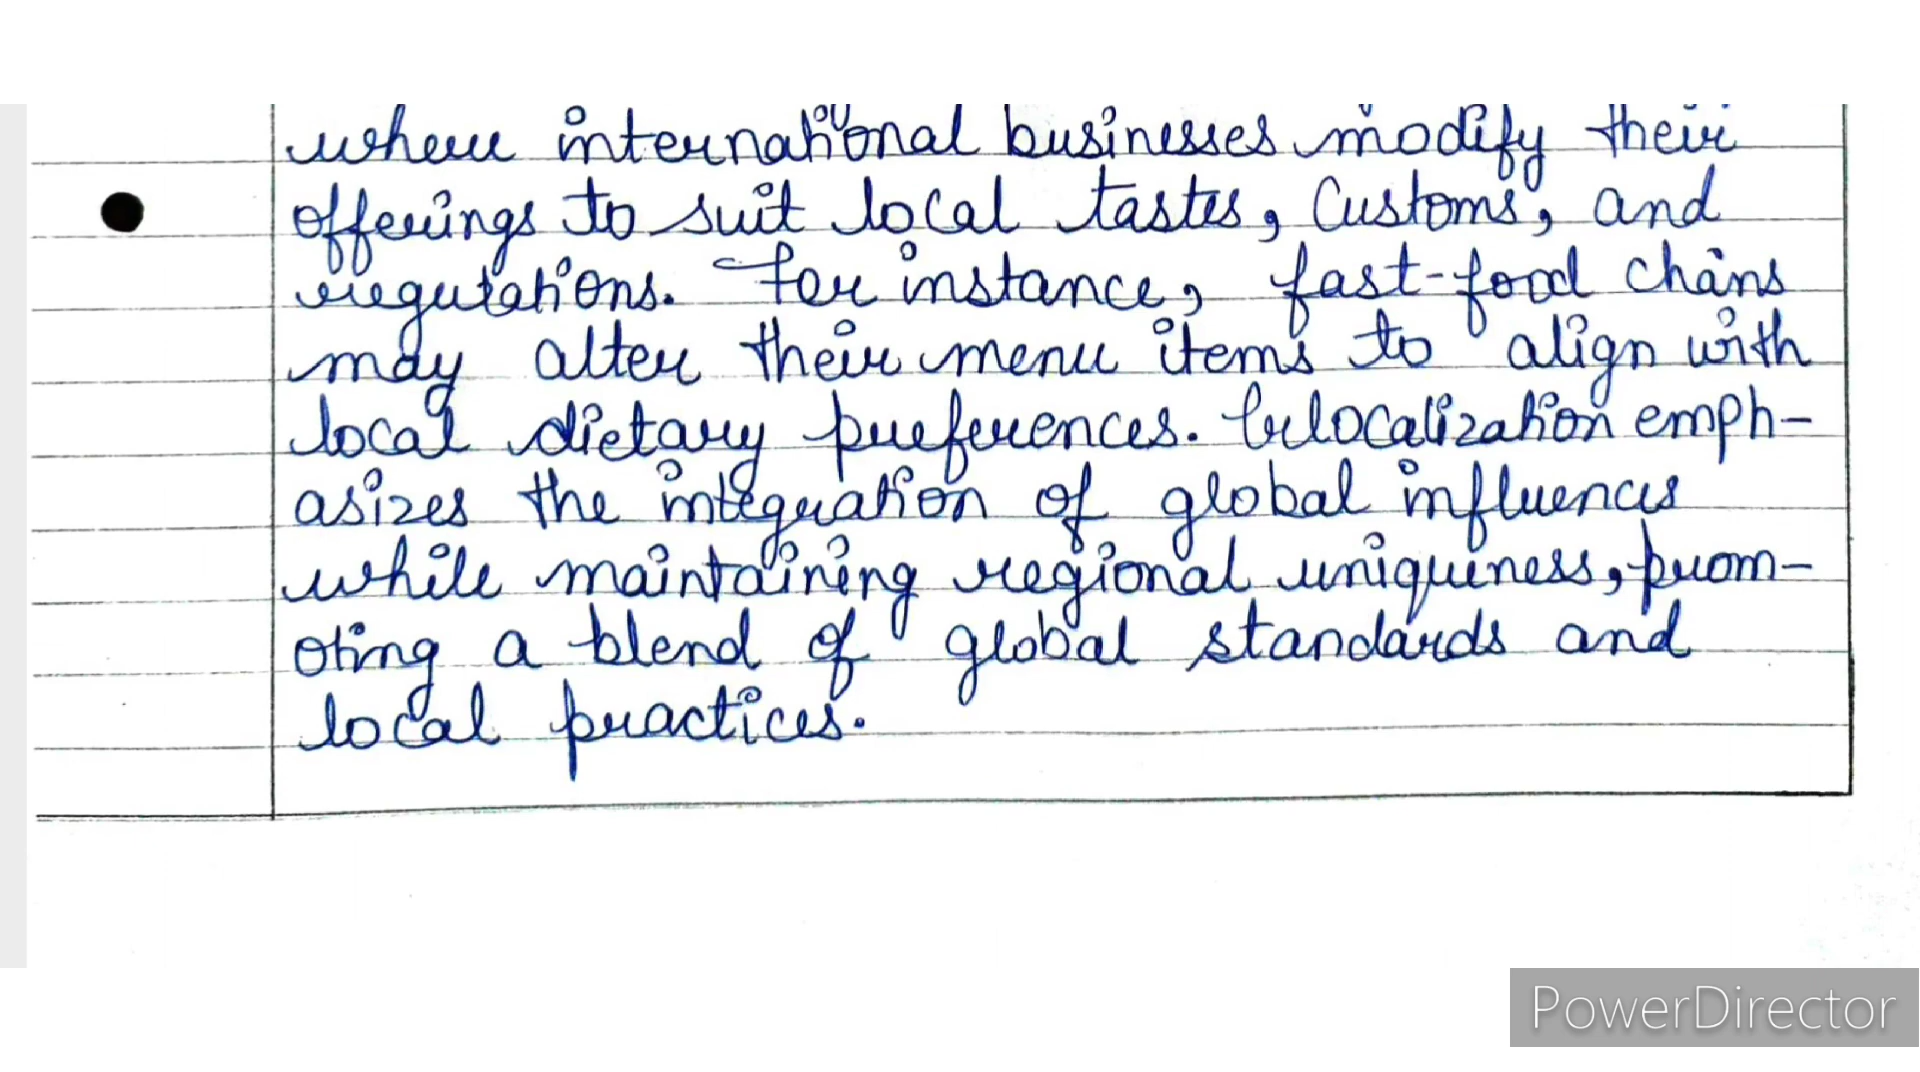 where international businesses modify their
offerings to suit local tastes, Customs, and
regulations. For instance, fast-food chains
may alter their menu items to align with
local dietary preferences. Glocalization emph-
asizes the integration of global influences
while maintaining regional uniqueness, prom-
oting a blend of global standards and
local practices.
PowerDirector